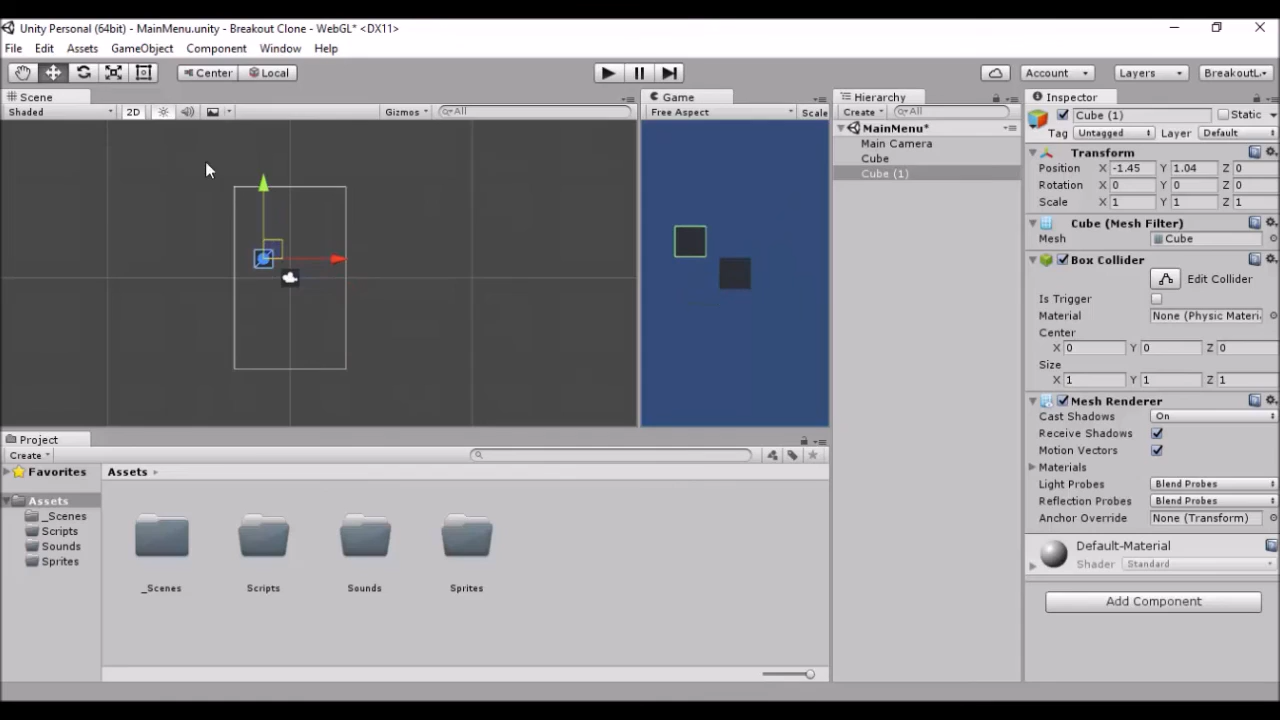 Unity Personal (64bit) - MainMenu.unity - Breakout Clone - WebGL* <DX11>
File Edit Assets GameObject Component Window Help
Center Local Account Layers BreakoutL
Scene
Shaded 2D Gizmos All
Game
Free Aspect Scale
Hierarchy
Create All
MainMenu*
Main Camera
Cube
Cube (1)
Inspector
Cube (1) Static
Tag Untagged Layer Default
Transform
Position X -1.45 Y 1.04 Z 0
Rotation X 0 Y 0 Z 0
Scale X 1 Y 1 Z 1
Cube (Mesh Filter)
Mesh Cube
Box Collider
Edit Collider
Is Trigger
Material None (Physic Materi
Center
X 0 Y 0 Z 0
Size
X 1 Y 1 Z 1
Mesh Renderer
Cast Shadows On
Receive Shadows
Motion Vectors
Materials
Light Probes Blend Probes
Reflection Probes Blend Probes
Anchor Override None (Transform)
Default-Material
Shader Standard
Add Component
Project
Create
Favorites
Assets
_Scenes
Scripts
Sounds
Sprites
Assets
_Scenes Scripts Sounds Sprites